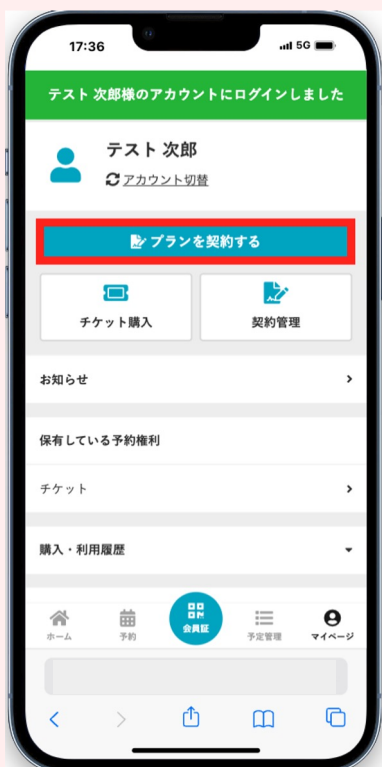 17:36
5G
テスト 次郎様のアカウントにログインしました
テスト 次郎
アカウント切替
プランを契約する
チケット購入
契約管理
お知らせ
保有している予約権利
チケット
購入・利用履歴
ホーム
予約
会員証
予定管理
マイページ